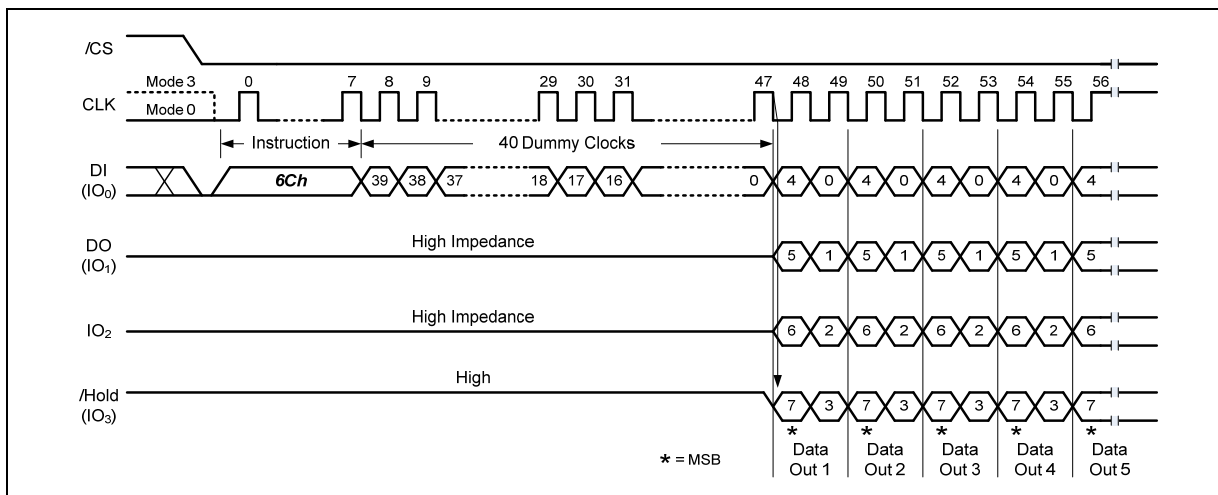 /CS
Mode 3 0 7 8 9 29 30 31 47 48 49 50 51 52 53 54 55 56
CLK Mode 0
Instruction 40 Dummy Clocks
DI
(IO0) 6Ch 39 38 37 18 17 16 0 4 0 4 0 4 0 4 0 4
DO
(IO1) High Impedance 5 1 5 1 5 1 5 1 5
IO2 High Impedance 6 2 6 2 6 2 6 2 6
/Hold
(IO3) High 7 3 7 3 7 3 7 3 7
* * * * *
* = MSB
Data Out 1 Data Out 2 Data Out 3 Data Out 4 Data Out 5